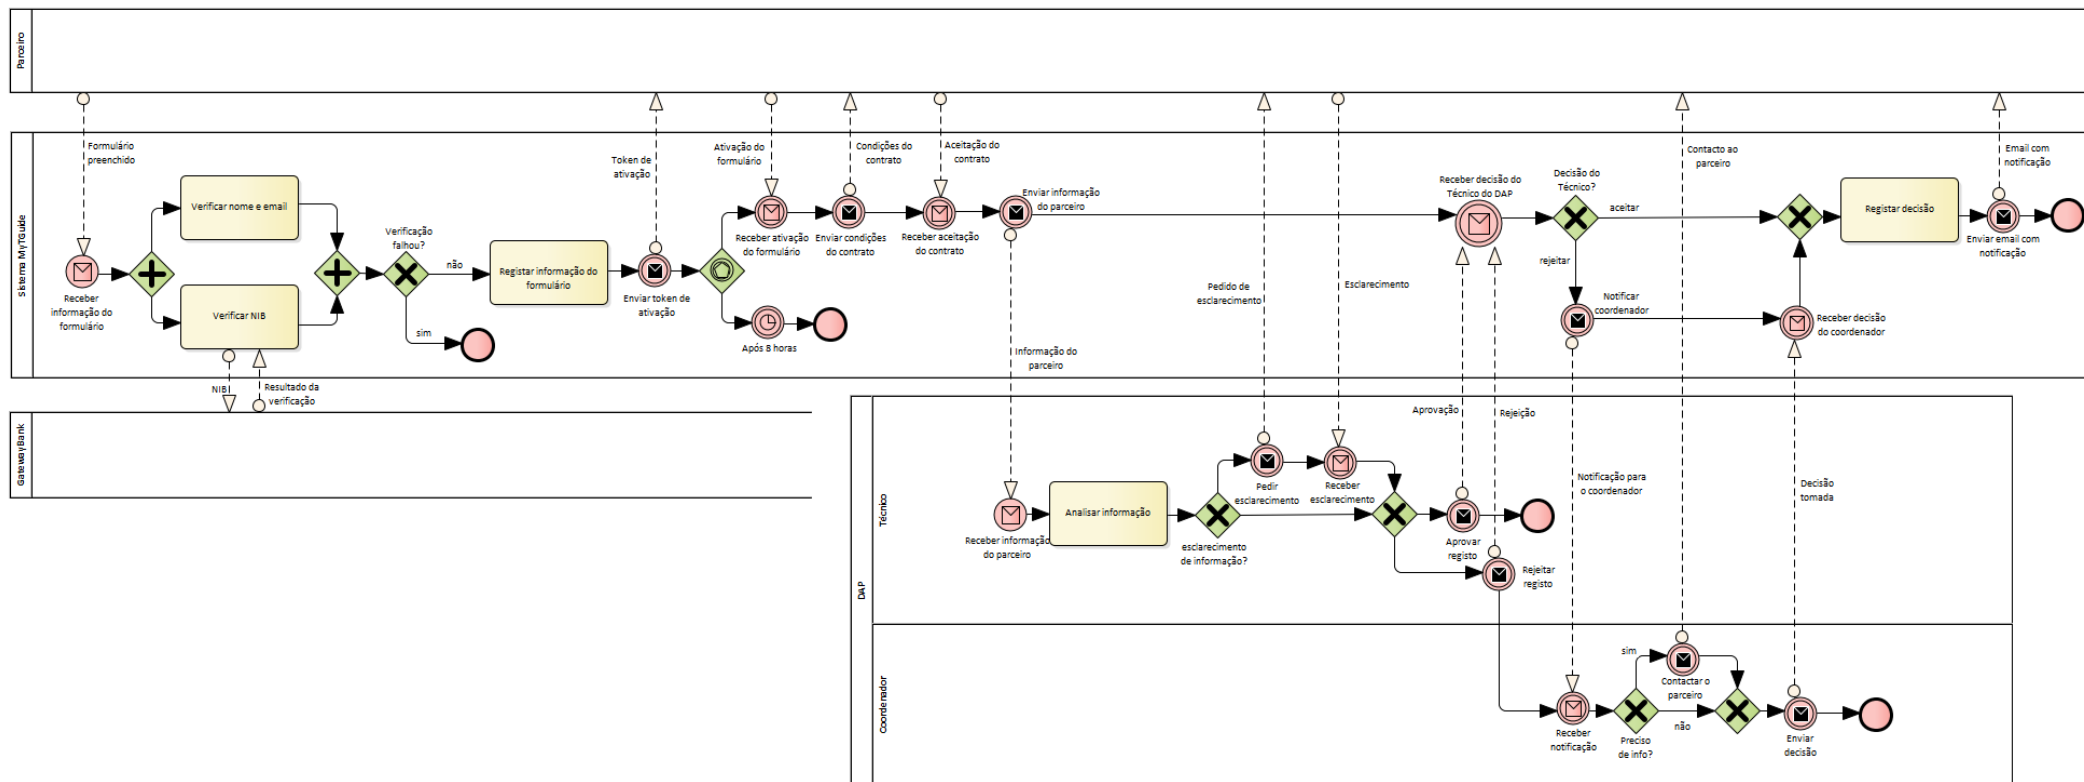 Parceiro
Sistema MyTGuide
Formulário
preenchido
Receber
informação do
formulário
Verificar nome e email
Verificar NIB
Verificação
falhou?
não
sim
Registar informação do
formulário
Token de
ativação
Enviar token de
ativação
Ativação do
formulário
Receber ativação
do formulário
Após 8 horas
Condições do
contrato
Enviar condições
do contrato
Aceitação do
contrato
Receber aceitação
do contrato
Enviar informação
do parceiro
Informação do
parceiro
Pedido de
esclarecimento
Esclarecimento
Receber decisão do
Técnico do DAP
Decisão do
Técnico?
aceitar
rejeitar
Notificar
coordenador
Contacto ao
parceiro
Receber decisão
do coordenador
Registar decisão
Email com
notificação
Enviar email com
notificação
NIB
Resultado da
verificação
GatewayBank
DAP
Técnico
Receber informação
do parceiro
Analisar informação
esclarecimento
de informação?
Pedir
esclarecimento
Receber
esclarecimento
Aprovação
Rejeição
Aprovar
registo
Rejeitar
registo
Notificação para
o coordenador
Decisão
tomada
Coordenador
Receber
notificação
Preciso
de info?
sim
não
Contactar o
parceiro
Enviar
decisão